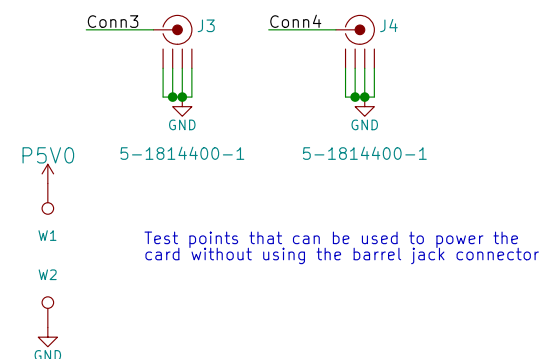 Conn3 J3 Conn4 J4
GND GND
P5V0 5-1814400-1 5-1814400-1
W1
Test points that can be used to power the
card without using the barrel jack connector
W2
GND